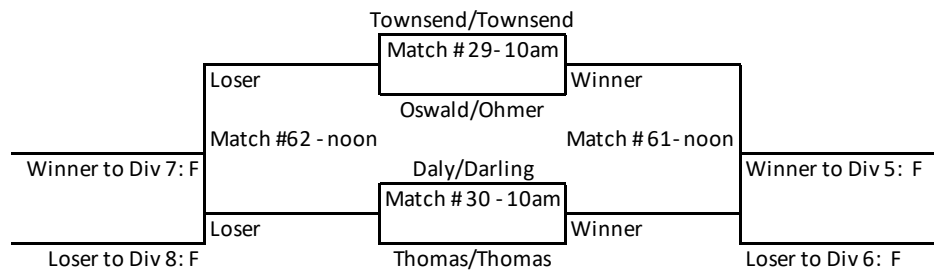 Townsend/Townsend
Match #29-10am
Loser
Winner
Oswald/Ohmer
Match #62 - noon
Match #61- noon
Winner to Div 7: F
Daly/Darling
Winner to Div 5: F
Match #30 -10am
Loser
Winner
Loser to Div 8: F
Thomas/Thomas
Loser to Div 6: F